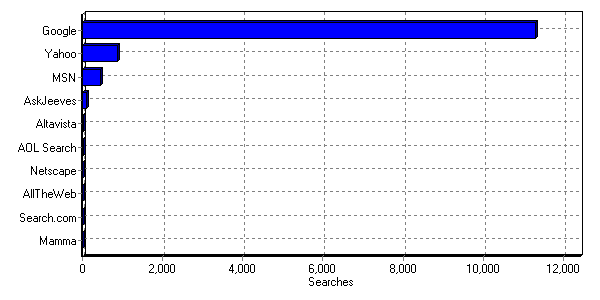 Google
Yahoo
MSN
AskJeeves
Altavista
AOL Search
Netscape
AllTheWeb
Search.com
Mamma
0 2,000 4,000 6,000 8,000 10,000 12,000
Searches